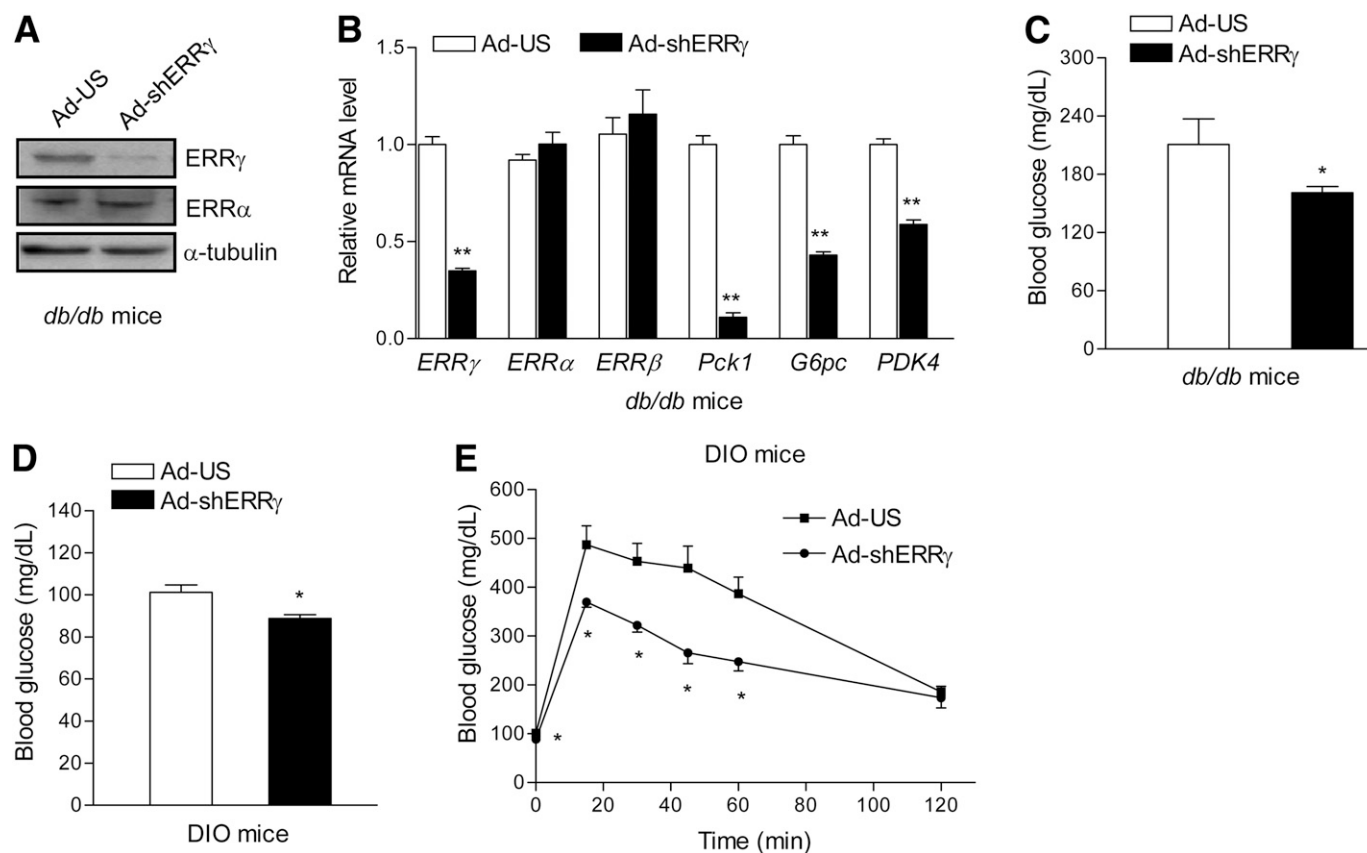 A
Ad-US
Ad-shERRγ
ERRγ
ERRα
α-tubulin
db/db mice
B
Ad-US
Ad-shERRγ
Relative mRNA level
1.5
1.0
0.5
0.0
**
**
**
**
ERRγ ERRα ERRβ Pck1 G6pc PDK4
db/db mice
C
Ad-US
Ad-shERRγ
Blood glucose (mg/dL)
300
240
180
120
60
0
*
db/db mice
D
Ad-US
Ad-shERRγ
Blood glucose (mg/dL)
140
120
100
80
60
40
20
0
*
DIO mice
E
DIO mice
Ad-US
Ad-shERRγ
Blood glucose (mg/dL)
600
500
400
300
200
100
0
*
*
*
*
*
0 20 40 60 80 100 120
Time (min)